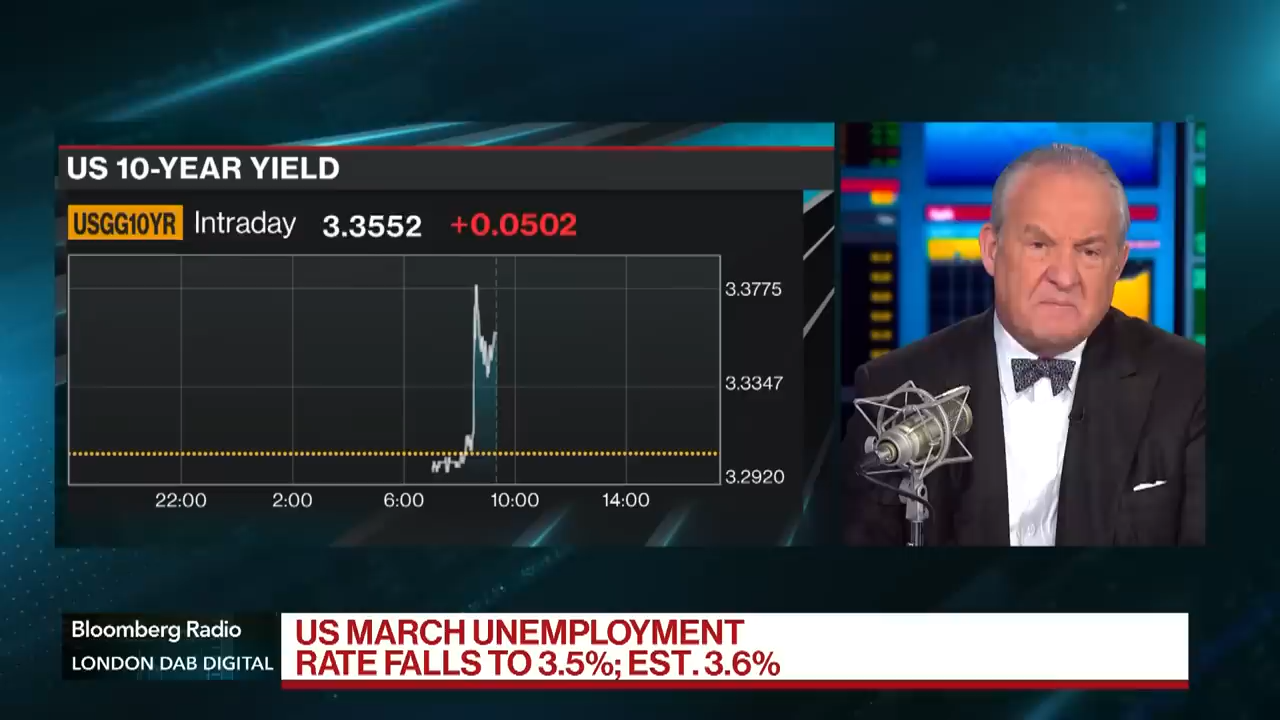 US 10-YEAR YIELD
USGG10YR Intraday 3.3552 +0.0502
3.3775
3.3347
3.2920
22:00 2:00 6:00 10:00 14:00
Bloomberg Radio
LONDON DAB DIGITAL
US MARCH UNEMPLOYMENT
RATE FALLS TO 3.5%; EST. 3.6%